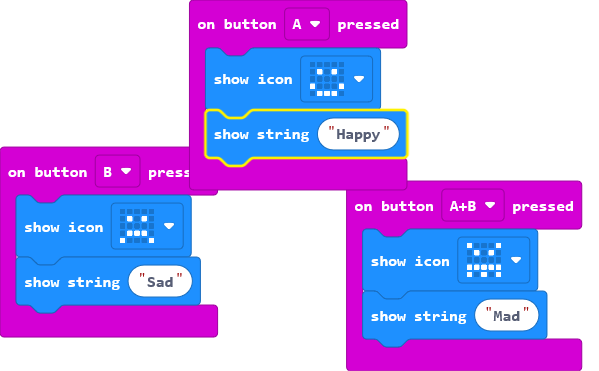 on button A pressed
show icon
show string "Happy"
on button B press
show icon
show string "Sad"
on button A+B pressed
show icon
show string "Mad"